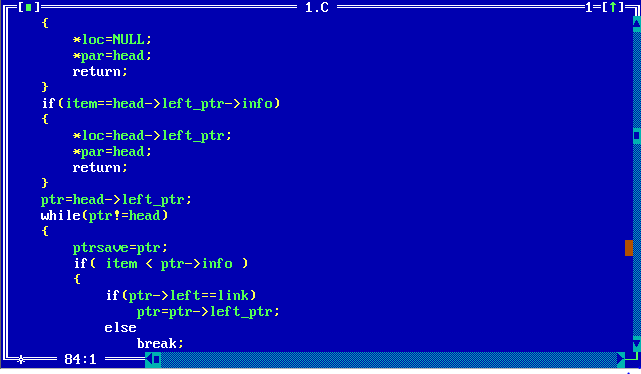 [■] 1.C 1=[↑]
{
*loc=NULL;
*par=head;
return;
}
if(item==head->left_ptr->info)
{
*loc=head->left_ptr;
*par=head;
return;
}
ptr=head->left_ptr;
while(ptr!=head)
{
ptrsave=ptr;
if( item < ptr->info )
{
if(ptr->left==link)
ptr=ptr->left_ptr;
else
break;
84:1